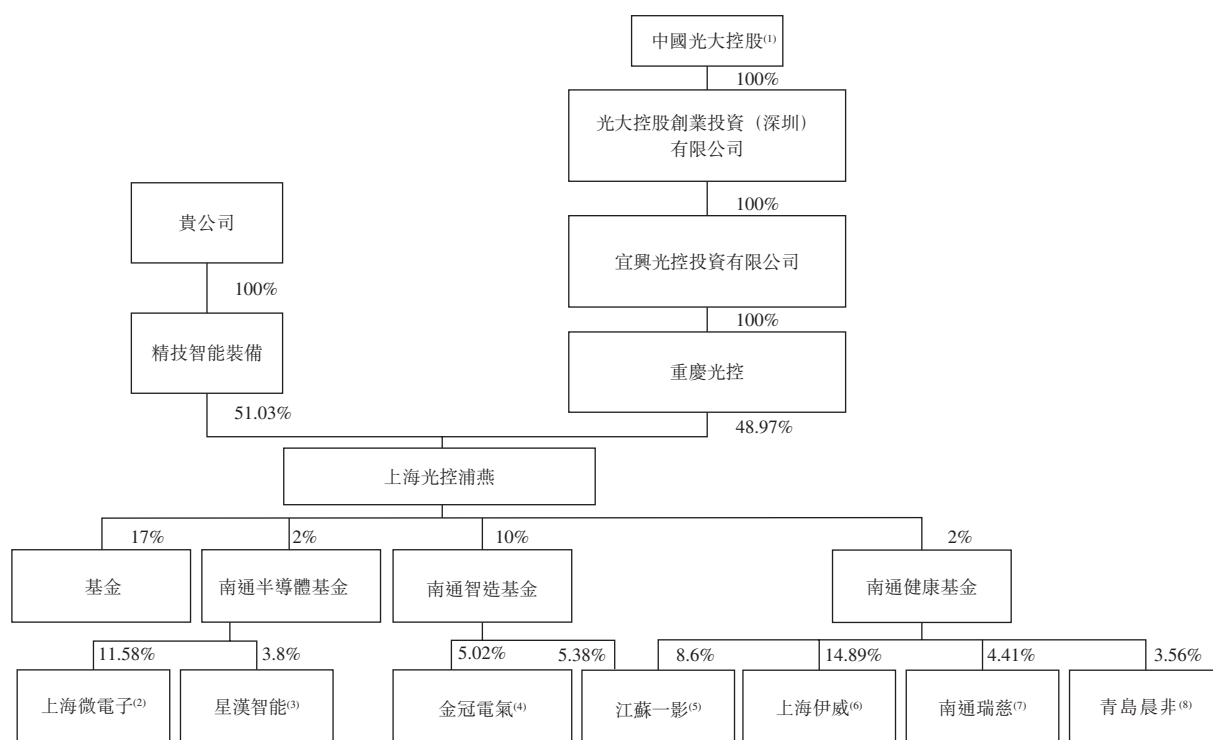 中國光大控股(1)
100%
光大控股創業投資（深圳）
有限公司
100%
貴公司
宜興光控投資有限公司
100%
100%
精技智能裝備
重慶光控
51.03%
48.97%
上海光控浦燕
17%
2%
10%
2%
基金
南通半導體基金
南通智造基金
南通健康基金
11.58%
3.8%
5.02%
5.38%
8.6%
14.89%
4.41%
3.56%
上海微電子(2)
星漢智能(3)
金冠電氣(4)
江蘇一影(5)
上海伊威(6)
南通瑞慈(7)
青島晨非(8)